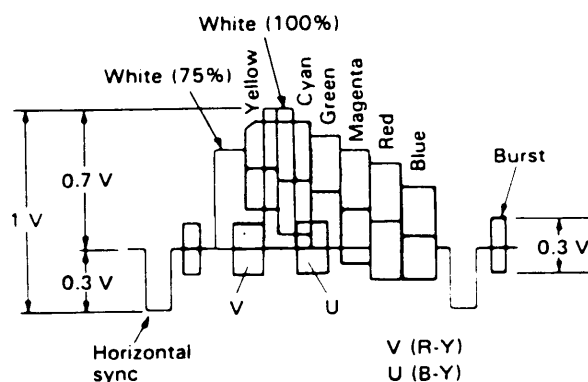 White (100%)
White (75%)
Yellow
Cyan
Green
Magenta
Red
Blue
Burst
0.7 V
1 V
0.3 V
0.3 V
V
U
Horizontal
sync
V (R-Y)
U (B-Y)